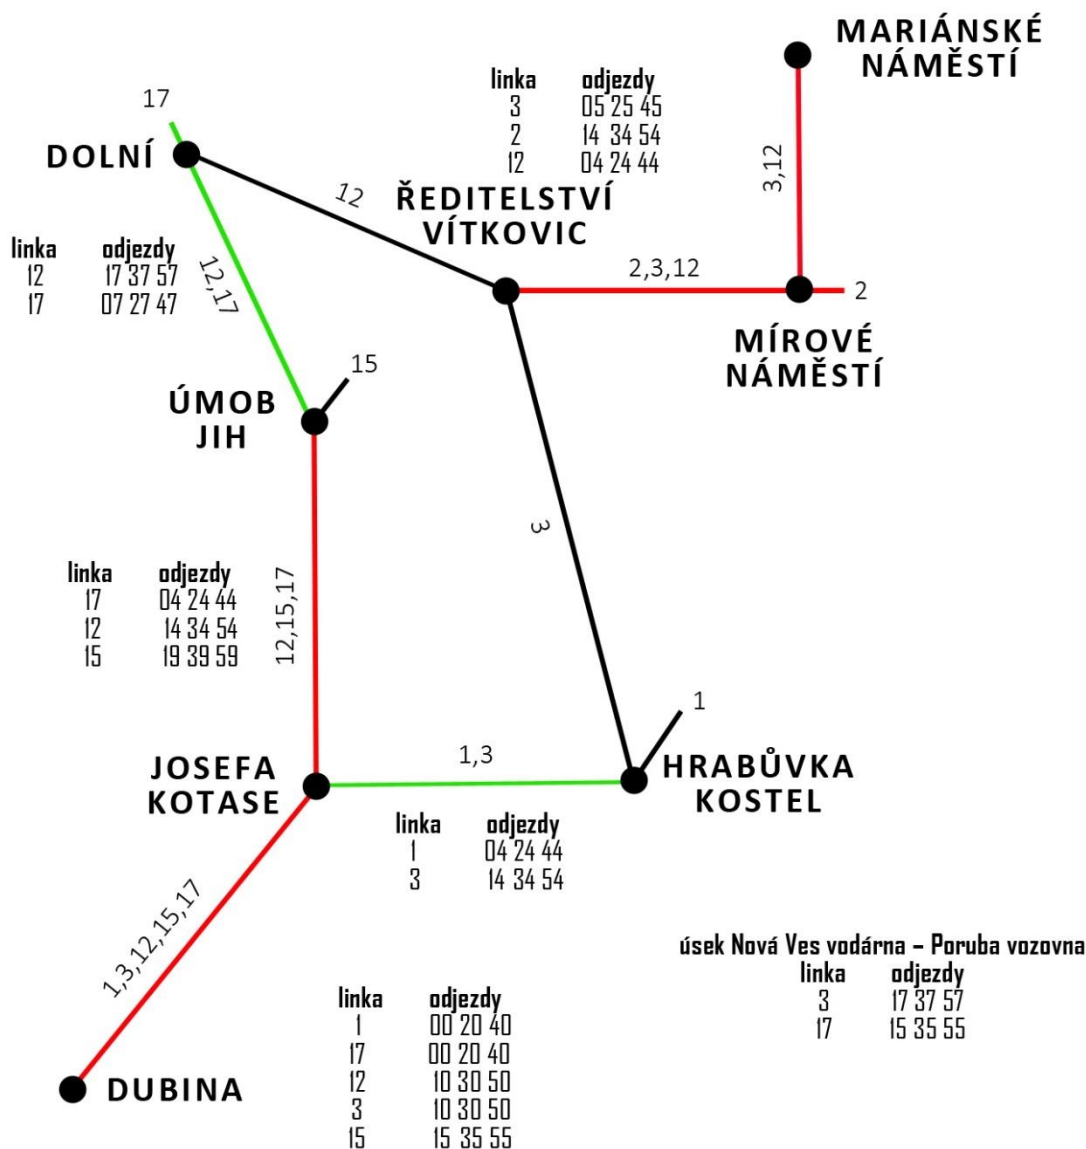 MARIÁNSKÉ
NÁMĚSTÍ
linka odjezdy
3 05 25 45
2 14 34 54
12 04 24 44
17
DOLNÍ
12
3,12
ŘEDITELSTVÍ
VÍTKOVIC
linka odjezdy
12 17 37 57
17 07 27 47
12,17
2,3,12
2
MÍROVÉ
NÁMĚSTÍ
15
ÚMOB
JIH
3
linka odjezdy
17 04 24 44
12 14 34 54
15 19 39 59
12,15,17
1
JOSEFA
KOTASE
1,3
HRABŮVKA
KOSTEL
linka odjezdy
1 04 24 44
3 14 34 54
1,3,12,15,17
úsek Nová Ves vodárna – Poruba vozovna
linka odjezdy
3 17 37 57
17 15 35 55
linka odjezdy
1 00 20 40
17 00 20 40
12 10 30 50
3 10 30 50
15 15 35 55
DUBINA